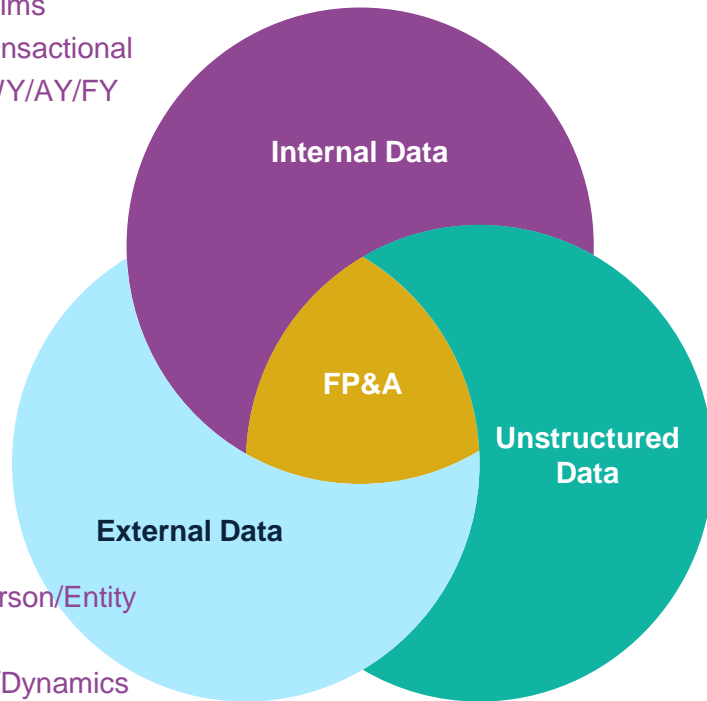 ims
nsactional
/Y/AY/FY
Internal Data
FP&A
Unstructured
Data
External Data
rson/Entity
/Dynamics